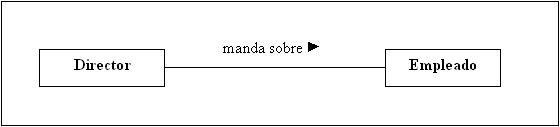 manda sobre ►
Director
Empleado